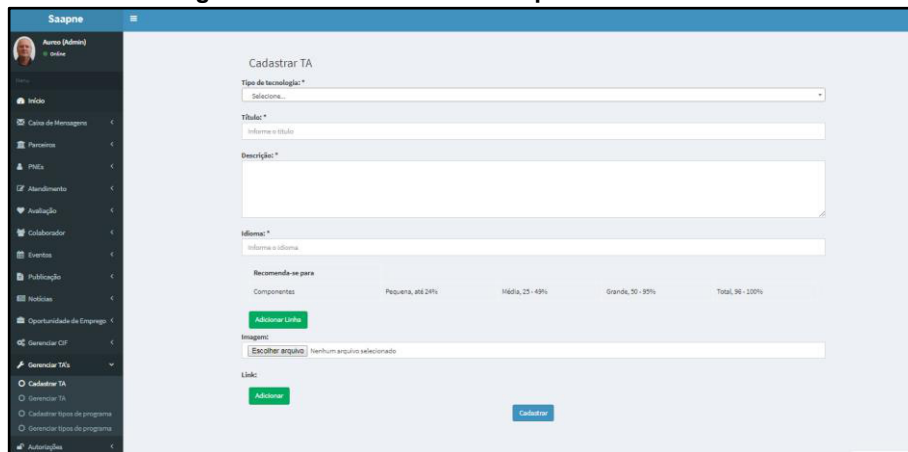 Saapne
Aureo (Admin)
Online
Menu
Início
Caixa de Mensagens
Parceiros
PNEs
Atendimento
Avaliação
Colaborador
Eventos
Publicação
Notícias
Oportunidade de Emprego
Gerenciar CIF
Gerenciar TA's
Cadastrar TA
Gerenciar TA
Cadastrar tipos de programa
Gerenciar tipos de programa
Autorizações
Cadastrar TA
Tipo de tecnologia: *
Selecione...
Título: *
Informe o título
Descrição: *
Idioma: *
Informe o idioma
Recomenda-se para
Componentes Pequena, até 24% Média, 25 - 49% Grande, 50 - 95% Total, 96 - 100%
Adicionar Linha
Imagem:
Escolher arquivo Nenhum arquivo selecionado
Link:
Adicionar
Cadastrar